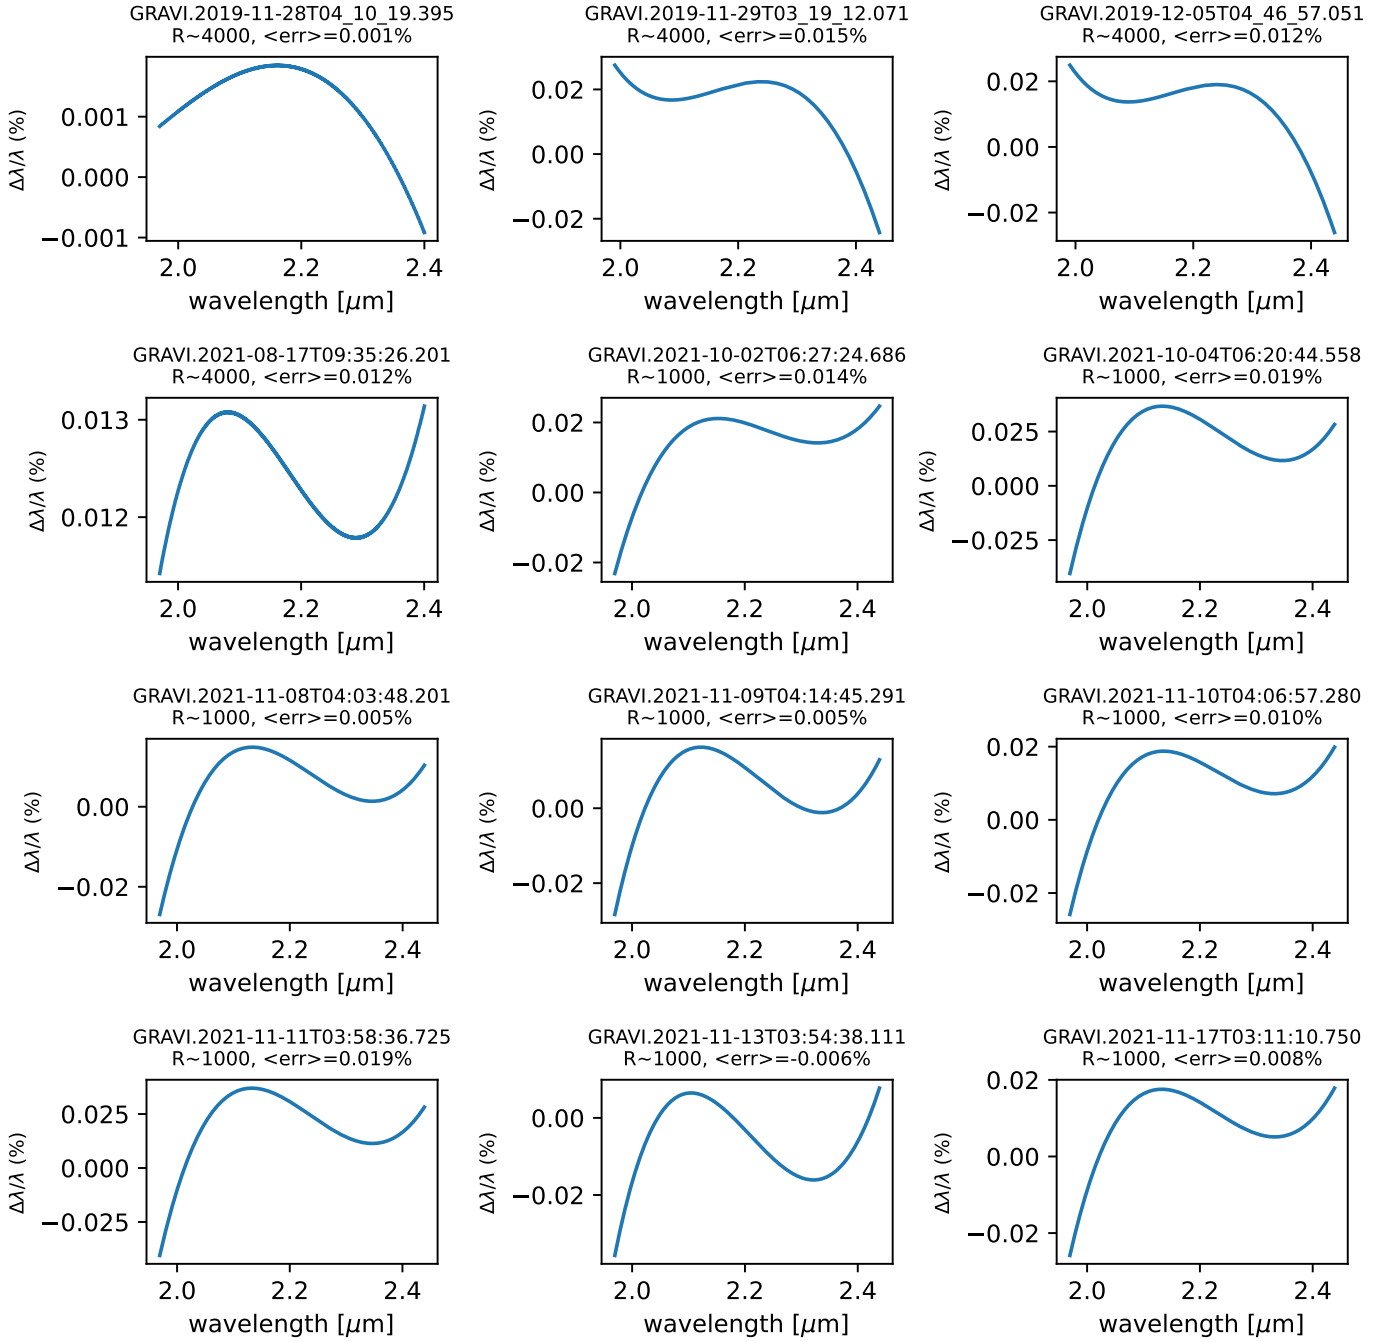 GRAVI.2019-11-28T04_10_19.395
R~4000, <err>=0.001%
Δλ/λ (%)
0.001
0.000
−0.001
2.0 2.2 2.4
wavelength [μm]
GRAVI.2019-11-29T03_19_12.071
R~4000, <err>=0.015%
Δλ/λ (%)
0.02
0.00
−0.02
2.0 2.2 2.4
wavelength [μm]
GRAVI.2019-12-05T04_46_57.051
R~4000, <err>=0.012%
Δλ/λ (%)
0.02
0.00
−0.02
2.0 2.2 2.4
wavelength [μm]
GRAVI.2021-08-17T09:35:26.201
R~4000, <err>=0.012%
Δλ/λ (%)
0.013
0.012
2.0 2.2 2.4
wavelength [μm]
GRAVI.2021-10-02T06:27:24.686
R~1000, <err>=0.014%
Δλ/λ (%)
0.02
0.00
−0.02
2.0 2.2 2.4
wavelength [μm]
GRAVI.2021-10-04T06:20:44.558
R~1000, <err>=0.019%
Δλ/λ (%)
0.025
0.000
−0.025
2.0 2.2 2.4
wavelength [μm]
GRAVI.2021-11-08T04:03:48.201
R~1000, <err>=0.005%
Δλ/λ (%)
0.00
−0.02
2.0 2.2 2.4
wavelength [μm]
GRAVI.2021-11-09T04:14:45.291
R~1000, <err>=0.005%
Δλ/λ (%)
0.00
−0.02
2.0 2.2 2.4
wavelength [μm]
GRAVI.2021-11-10T04:06:57.280
R~1000, <err>=0.010%
Δλ/λ (%)
0.02
0.00
−0.02
2.0 2.2 2.4
wavelength [μm]
GRAVI.2021-11-11T03:58:36.725
R~1000, <err>=0.019%
Δλ/λ (%)
0.025
0.000
−0.025
2.0 2.2 2.4
wavelength [μm]
GRAVI.2021-11-13T03:54:38.111
R~1000, <err>=-0.006%
Δλ/λ (%)
0.00
−0.02
2.0 2.2 2.4
wavelength [μm]
GRAVI.2021-11-17T03:11:10.750
R~1000, <err>=0.008%
Δλ/λ (%)
0.02
0.00
−0.02
2.0 2.2 2.4
wavelength [μm]